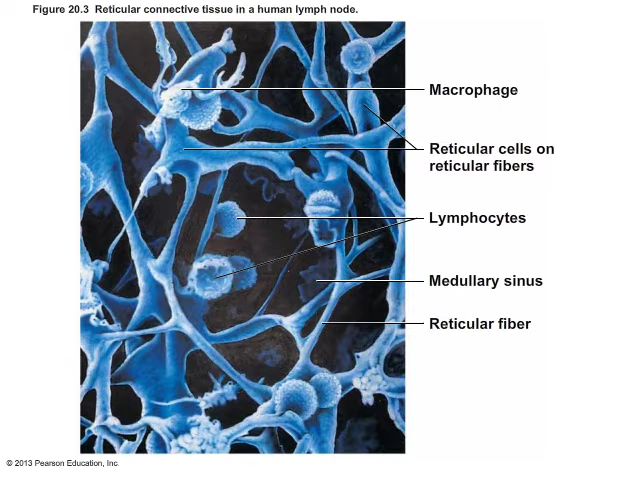 Figure 20.3 Reticular connective tissue in a human lymph node.
Macrophage
Reticular cells on
reticular fibers
Lymphocytes
Medullary sinus
Reticular fiber
© 2013 Pearson Education, Inc.